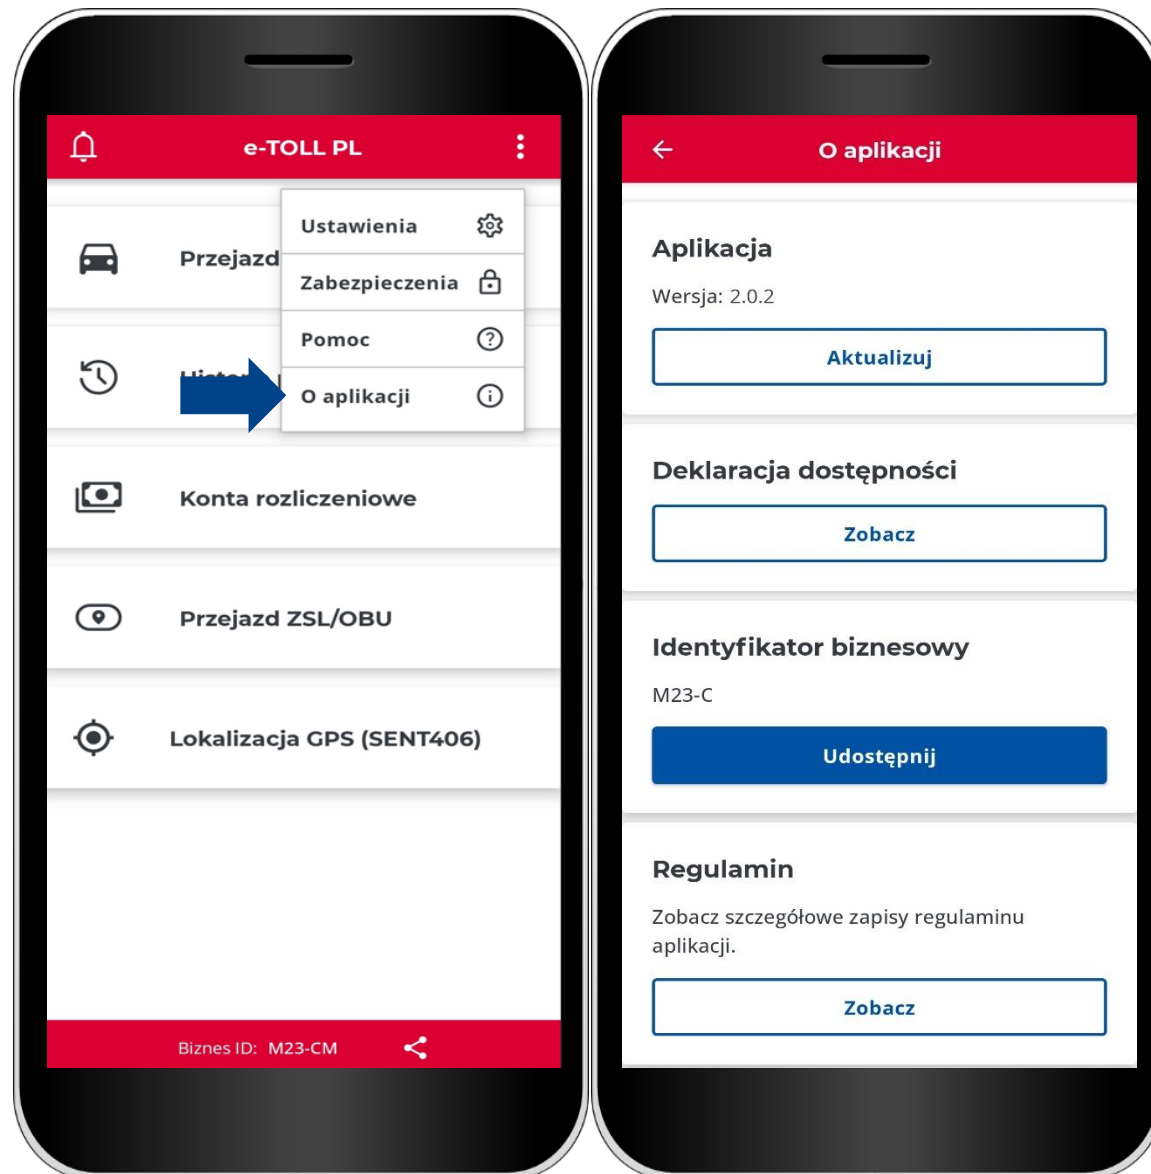 e-TOLL PL
Ustawienia
Przejazd
Zabezpieczenia
Pomoc
O aplikacji
Konta rozliczeniowe
Przejazd ZSL/OBU
Lokalizacja GPS (SENT406)
Biznes ID: M23-CM
O aplikacji
Aplikacja
Wersja: 2.0.2
Aktualizuj
Deklaracja dostępności
Zobacz
Identyfikator biznesowy
M23-C
Udostępnij
Regulamin
Zobacz szczegółowe zapisy regulaminu
aplikacji.
Zobacz